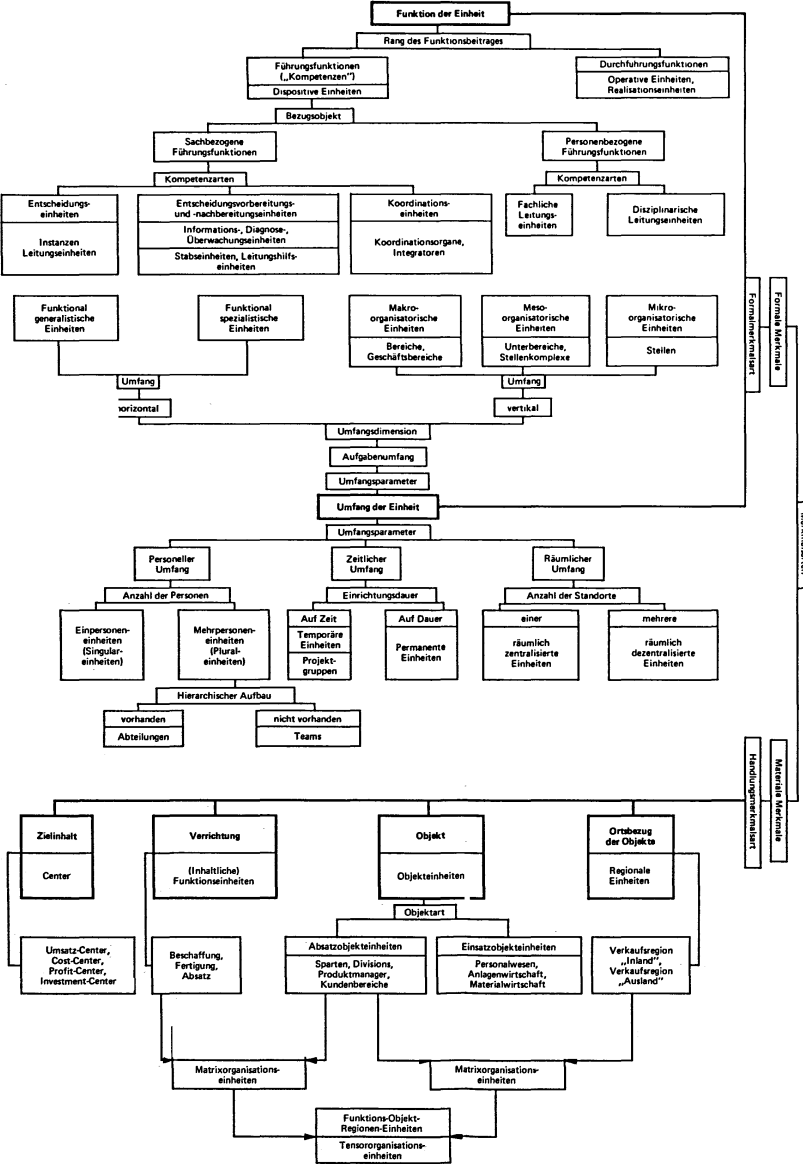 Funktion der Einheit
Rang des Funktionsbeitrages
Führungsfunktionen
(„Kompetenzen")
Dispositive Einheiten
Durchführungsfunktionen
Operative Einheiten,
Realisationseinheiten
Bezugsobjekt
Sachbezogene
Führungsfunktionen
Personenbezogene
Führungsfunktionen
Kompetenzarten
Kompetenzarten
Entscheidungs-
einheiten
Instanzen
Leitungseinheiten
Entscheidungsvorbereitungs-
und -nachbereitungseinheiten
Informations-, Diagnose-,
Überwachungseinheiten
Stabseinheiten, Leitungshilfs-
einheiten
Koordinations-
einheiten
Koordinationsorgane,
Integratoren
Fachliche
Leitungs-
einheiten
Disziplinarische
Leitungseinheiten
Funktional
generalistische
Einheiten
Funktional
spezialistische
Einheiten
Makro-
organisatorische
Einheiten
Bereiche,
Geschäftsbereiche
Meso-
organisatorische
Einheiten
Unterbereiche,
Stellenkomplexe
Mikro-
organisatorische
Einheiten
Stellen
Formalmerkmalsart
Formale Merkmale
Umfang
Umfang
horizontal
vertikal
Umfangsdimension
Aufgabenumfang
Umfangsparameter
Umfang der Einheit
Umfangsparameter
Personeller
Umfang
Zeitlicher
Umfang
Räumlicher
Umfang
Anzahl der Personen
Einrichtungsdauer
Anzahl der Standorte
Einpersonen-
einheiten
(Singular-
einheiten)
Mehrpersonen-
einheiten
(Plural-
einheiten)
Auf Zeit
Temporäre
Einheiten
Projekt-
gruppen
Auf Dauer
Permanente
Einheiten
einer
räumlich
zentralisierte
Einheiten
mehrere
räumlich
dezentralisierte
Einheiten
Hierarchischer Aufbau
vorhanden
Abteilungen
nicht vorhanden
Teams
Handlungsmerkmalsart
Materiale Merkmale
Zielinhalt
Center
Verrichtung
(Inhaltliche)
Funktionseinheiten
Objekt
Objekteinheiten
Ortsbezug
der Objekte
Regionale
Einheiten
Objektart
Umsatz-Center,
Cost-Center,
Profit-Center,
Investment-Center
Beschaffung,
Fertigung,
Absatz
Absatzobjekteinheiten
Sparten, Divisions,
Produktmanager,
Kundenbereiche
Einsatzobjekteinheiten
Personalwesen,
Anlagenwirtschaft,
Materialwirtschaft
Verkaufsregion
„Inland",
Verkaufsregion
„Ausland"
Matrixorganisations-
einheiten
Matrixorganisations-
einheiten
Funktions-Objekt-
Regionen-Einheiten
Tensororganisations-
einheiten